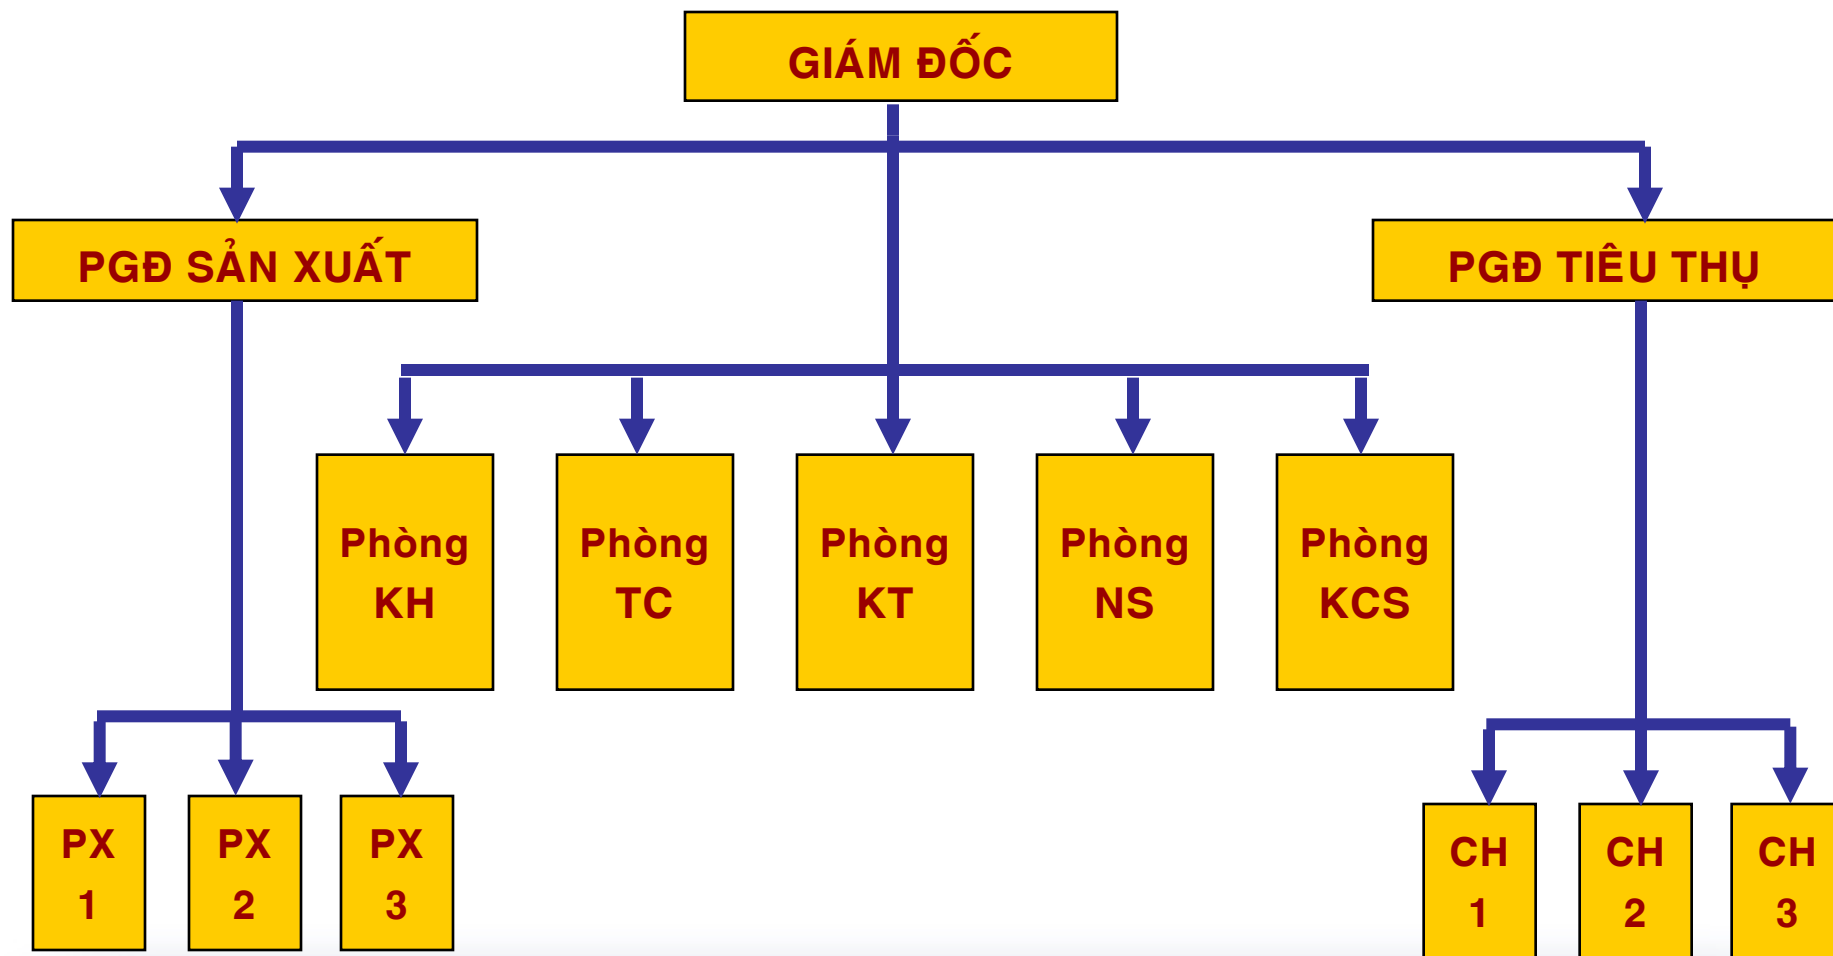 GIÁM ĐỐC
PGĐ SẢN XUẤT
PGĐ TIÊU THỤ
Phòng
KH
Phòng
TC
Phòng
KT
Phòng
NS
Phòng
KCS
PX
1
PX
2
PX
3
CH
1
CH
2
CH
3